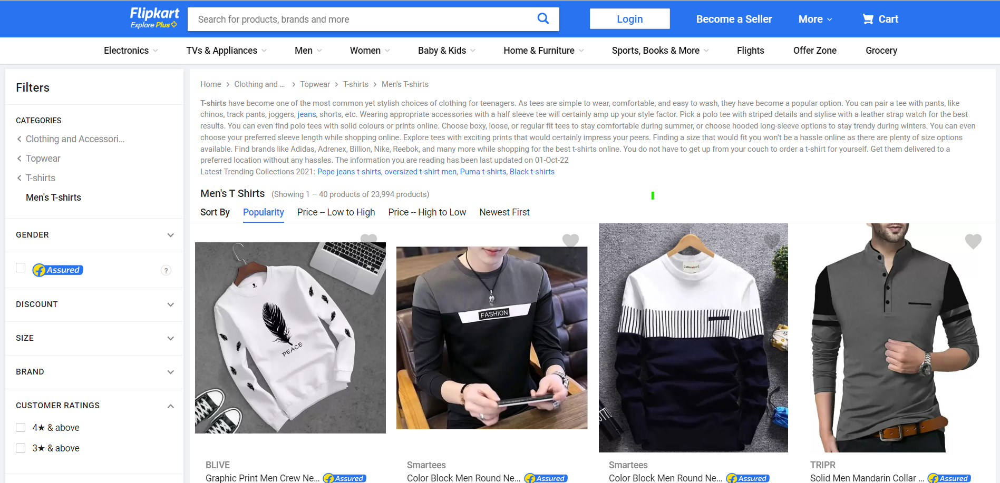 Flipkart
Explore Plus
Search for products, brands and more
Login
Become a Seller
More
Cart
Electronics
TVs & Appliances
Men
Women
Baby & Kids
Home & Furniture
Sports, Books & More
Flights
Offer Zone
Grocery
Filters
CATEGORIES
Clothing and Accessori...
Topwear
T-shirts
Men's T-shirts
GENDER
Assured
?
DISCOUNT
SIZE
BRAND
CUSTOMER RATINGS
4★ & above
3★ & above
Home > Clothing and ... > Topwear > T-shirts > Men's T-shirts
T-shirts have become one of the most common yet stylish choices of clothing for teenagers. As tees are simple to wear, comfortable, and easy to wash, they have become a popular option. You can pair a tee with pants, like
chinos, track pants, joggers, jeans, shorts, etc. Wearing appropriate accessories with a half sleeve tee will certainly amp up your style factor. Pick a polo tee with striped details and stylise with a leather strap watch for the best
results. You can even find polo tees with solid colours or prints online. Choose boxy, loose, or regular fit tees to stay comfortable during summer, or choose hooded long-sleeve options to stay trendy during winters. You can even
choose your preferred sleeve length while shopping online. Explore tees with exciting prints that would certainly impress your peers. Finding a size that would fit you won't be a hassle online as there are plenty of size options
available. Find brands like Adidas, Adrenex, Billion, Nike, Reebok, and many more while shopping for the best t-shirts online. You do not have to get up from your couch to order a t-shirt for yourself. Get them delivered to a
preferred location without any hassles. The information you are reading has been last updated on 01-Oct-22
Latest Trending Collections 2021: Pepe jeans t-shirts, oversized t-shirt men, Puma t-shirts, Black t-shirts
Men's T Shirts (Showing 1 – 40 products of 23,994 products)
Sort By Popularity Price -- Low to High Price -- High to Low Newest First
PEACE
FASHION
BLIVE
Graphic Print Men Crew Ne... Assured
Smartees
Color Block Men Round Ne... Assured
Smartees
Color Block Men Round Ne... Assured
TRIPR
Solid Men Mandarin Collar ... Assured